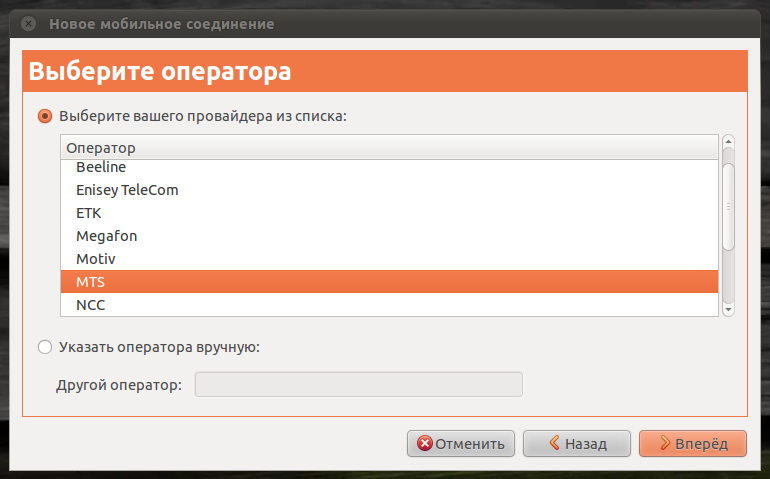 Новое мобильное соединение
Выберите оператора
Выберите вашего провайдера из списка:
Оператор
Beeline
Enisey TeleCom
ETK
Megafon
Motiv
MTS
NCC
Указать оператора вручную:
Другой оператор:
Отменить Назад Вперёд